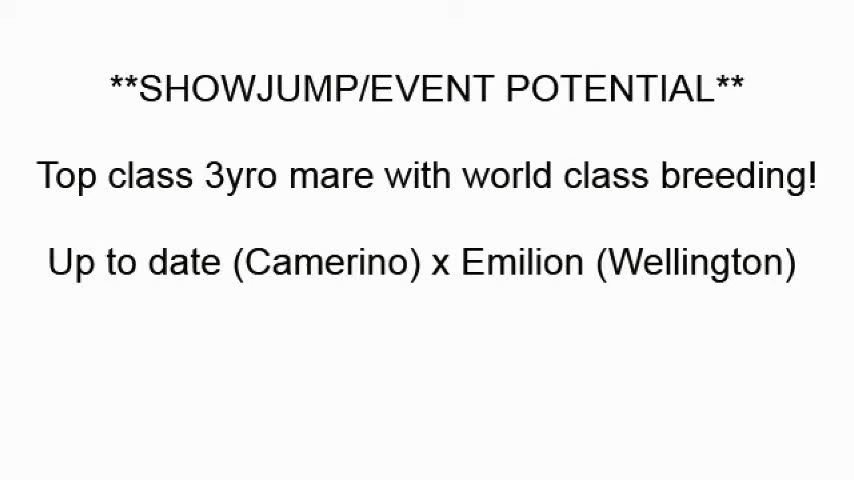 **SHOWJUMP/EVENT POTENTIAL**
Top class 3yro mare with world class breeding!
Up to date (Camerino) x Emilion (Wellington)